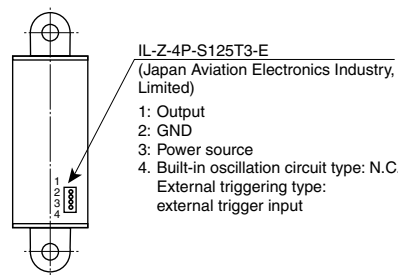 IL-Z-4P-S125T3-E
(Japan Aviation Electronics Industry,
Limited)
1: Output
2: GND
3: Power source
4. Built-in oscillation circuit type: N.C.
External triggering type:
external trigger input
1
2
3
4